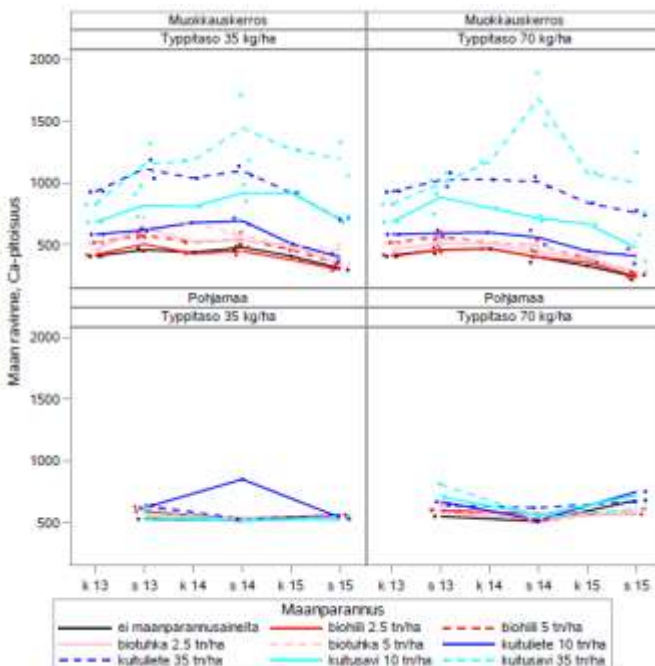 Muokkauskerros Muokkauskerros
Typpitaso 35 kg/ha Typpitaso 70 kg/ha
2000
1500
1000
500
Maan ravinne, Ca-pitoisuus
Pohjamaa Pohjamaa
Typpitaso 35 kg/ha Typpitaso 70 kg/ha
2000
1500
1000
500
k 13 s 13 k 14 s 14 k 15 s 15 k 13 s 13 k 14 s 14 k 15 s 15
Maanparannus
ei maanparannusaineita biohiili 2.5 tn/ha biohiili 5 tn/ha
biotuhka 2.5 tn/ha biotuhka 5 tn/ha kuituliete 10 tn/ha
kuituliete 35 tn/ha kuitusavi 10 tn/ha kuitusavi 35 tn/ha